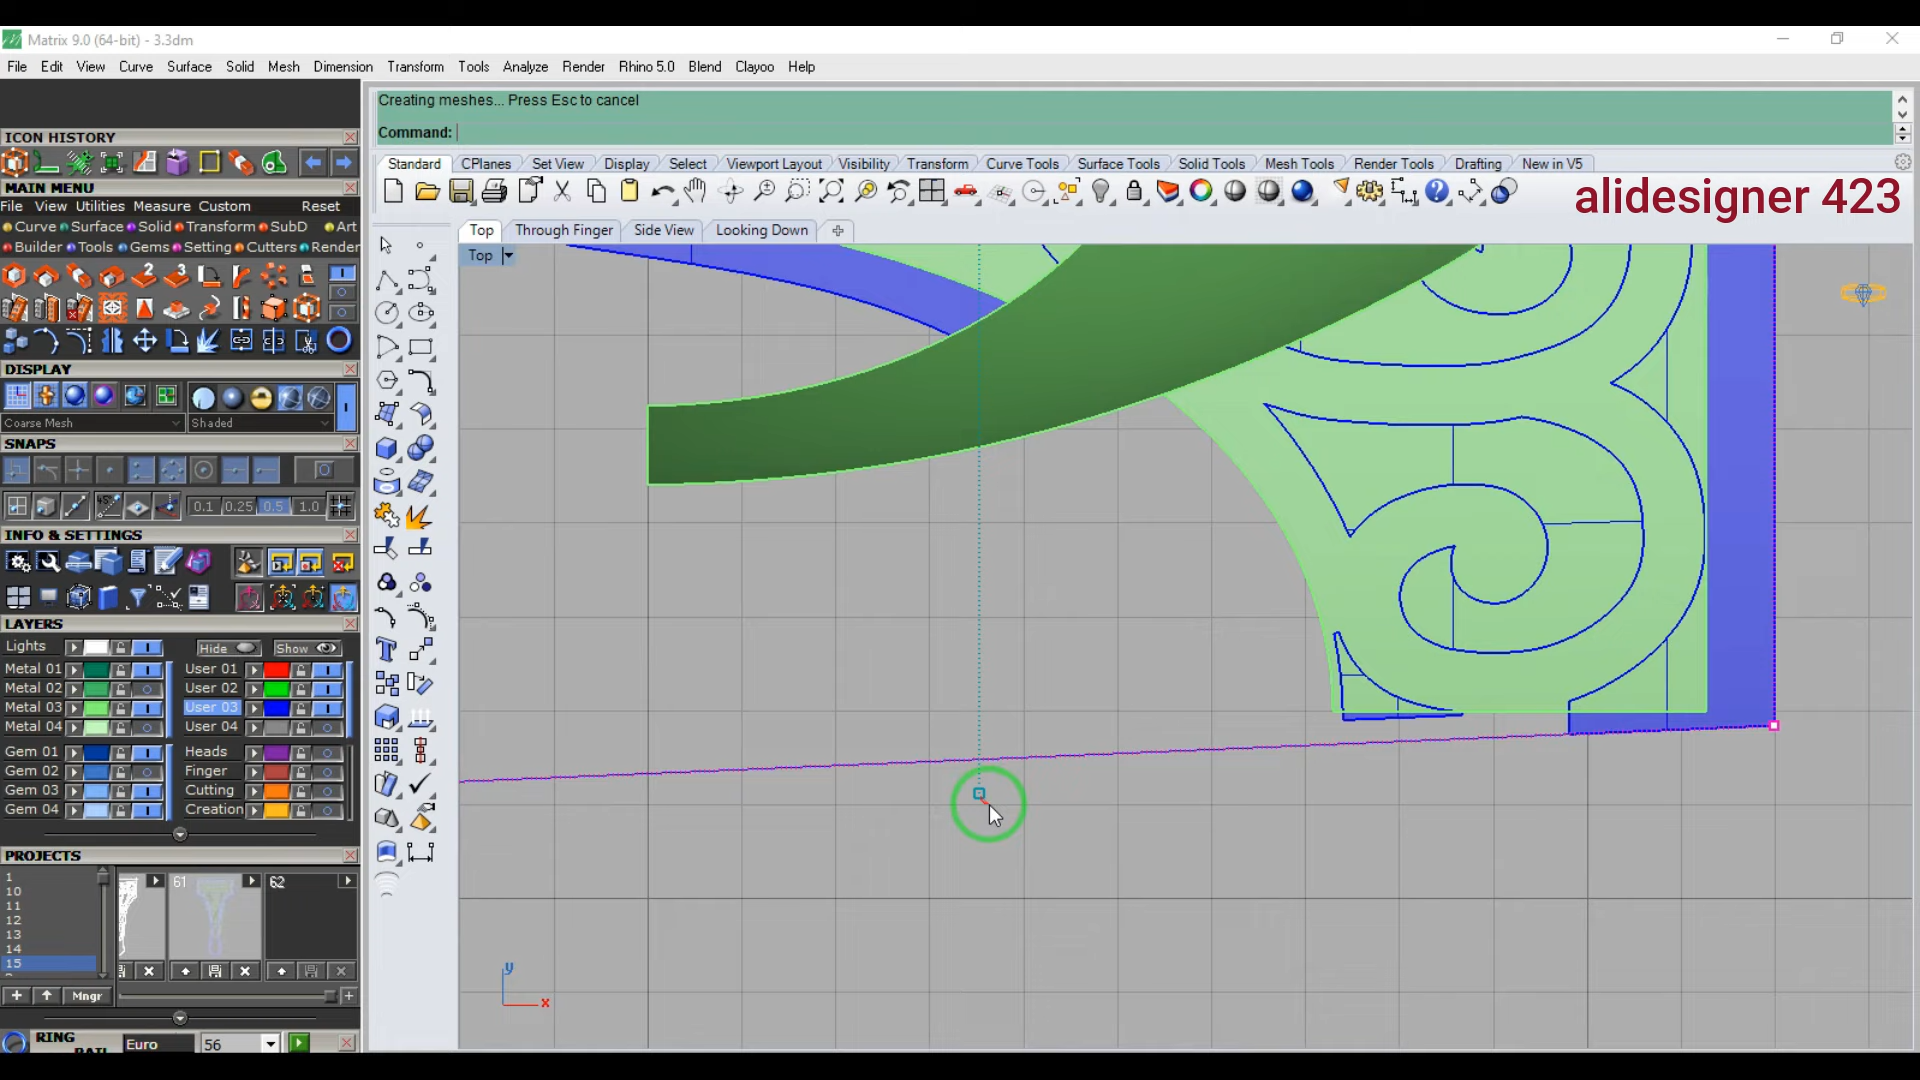 Matrix 9.0 (64-bit) - 3.3dm
File Edit View Curve Surface Solid Mesh Dimension Transform Tools Analyze Render Rhino 5.0 Blend Clayoo Help
Creating meshes... Press Esc to cancel
Command:
ICON HISTORY
MAIN MENU
File View Utilities Measure Custom Reset
Curve Surface Solid Transform SubD Art
Builder Tools Gems Setting Cutters Render
Standard CPlanes Set View Display Select Viewport Layout Visibility Transform Curve Tools Surface Tools Solid Tools Mesh Tools Render Tools Drafting New in V5
alidesigner 423
Top Through Finger Side View Looking Down
Top
DISPLAY
Coarse Mesh Shaded
SNAPS
45°
0.1 0.25 0.5 1.0
INFO & SETTINGS
LAYERS
Lights Hide Show
Metal 01 User 01
Metal 02 User 02
Metal 03 User 03
Metal 04 User 04
Gem 01 Heads
Gem 02 Finger
Gem 03 Cutting
Gem 04 Creation
PROJECTS
1
10
11
12
13
14
15
61 62
Mngr
RING
Euro 56
y
x